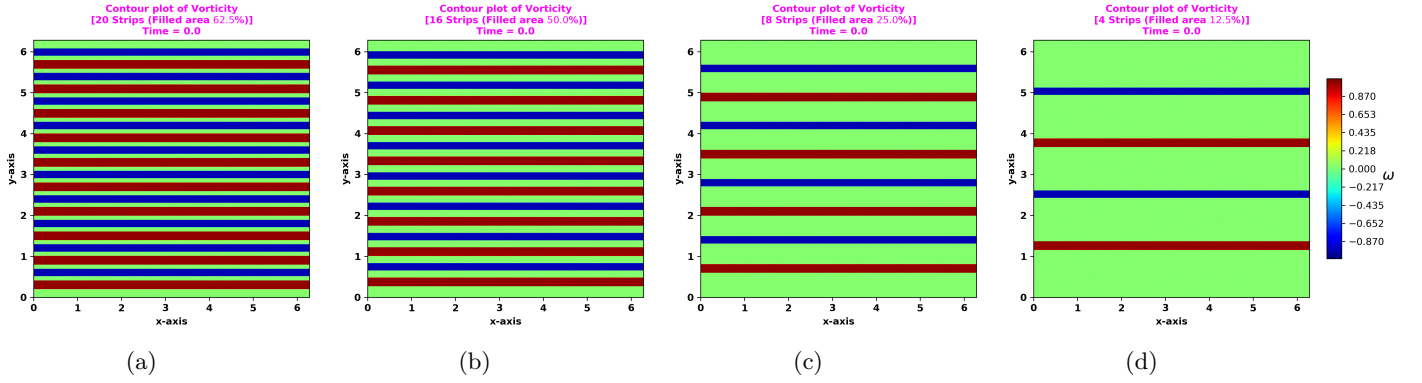 Contour plot of Vorticity
[20 Strips (Filled area 62.5%)]
Time = 0.0
y-axis
6
5
4
3
2
1
0
0 1 2 3 4 5 6
x-axis
(a)
Contour plot of Vorticity
[16 Strips (Filled area 50.0%)]
Time = 0.0
y-axis
6
5
4
3
2
1
0
0 1 2 3 4 5 6
x-axis
(b)
Contour plot of Vorticity
[8 Strips (Filled area 25.0%)]
Time = 0.0
y-axis
6
5
4
3
2
1
0
0 1 2 3 4 5 6
x-axis
(c)
Contour plot of Vorticity
[4 Strips (Filled area 12.5%)]
Time = 0.0
y-axis
6
5
4
3
2
1
0
0 1 2 3 4 5 6
x-axis
(d)
0.870
0.653
0.435
0.218
0.000
−0.217
−0.435
−0.652
−0.870
ω